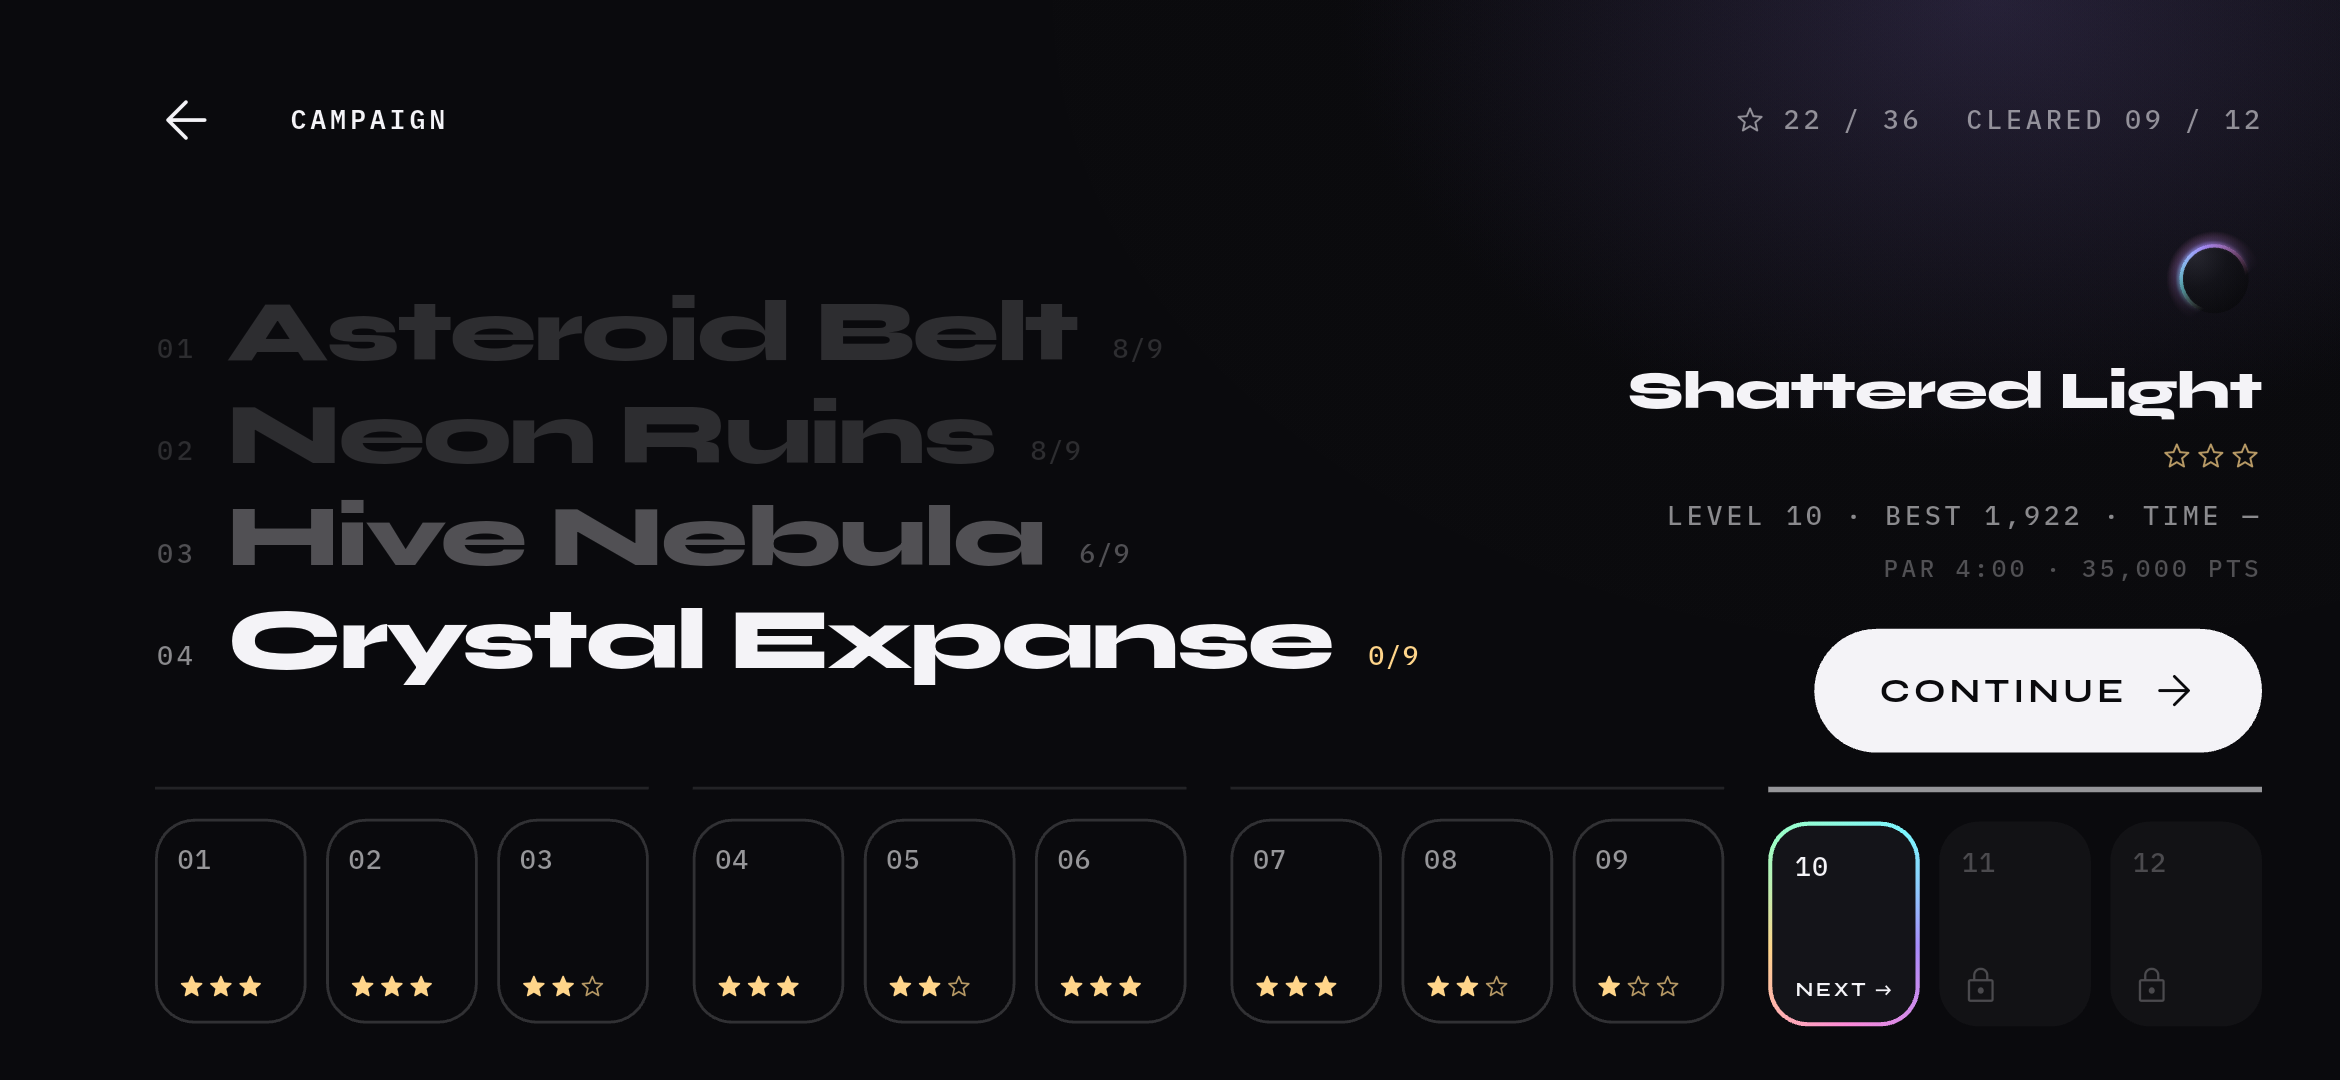 CAMPAIGN
22 / 36 CLEARED 09 / 12
01 Asteroid Belt 8/9
02 Neon Ruins 8/9
03 Hive Nebula 6/9
04 Crystal Expanse 0/9
Shattered Light
LEVEL 10 · BEST 1,922 · TIME —
PAR 4:00 · 35,000 PTS
CONTINUE →
01 02 03 04 05 06 07 08 09 10 11 12
NEXT →